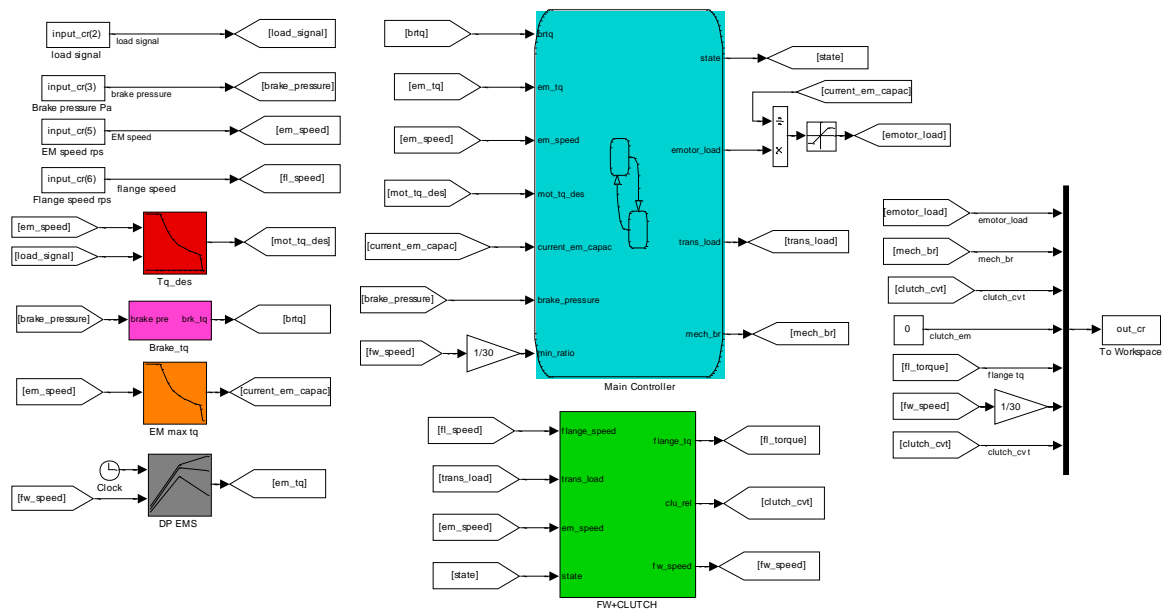 input_cr(2)
load signal
load signal
[load_signal]
input_cr(3)
brake pressure
Brake pressure Pa
[brake_pressure]
input_cr(5)
EM speed
EM speed rps
[em_speed]
input_cr(6)
flange speed
Flange speed rps
[fl_speed]
[em_speed]
[load_signal]
Tq_des
[mot_tq_des]
[brake_pressure]
brake pre
brk_tq
Brake_tq
[brtq]
[em_speed]
EM max tq
[current_em_capac]
Clock
[fw_speed]
DP EMS
[em_tq]
[brtq]
[em_tq]
[em_speed]
[mot_tq_des]
[current_em_capac]
[brake_pressure]
[fw_speed]
1/30
brtq
em_tq
em_speed
mot_tq_des
current_em_capac
brake_pressure
min_ratio
state
emotor_load
trans_load
mech_br
Main Controller
[state]
[current_em_capac]
÷
×
[emotor_load]
[trans_load]
[mech_br]
[fl_speed]
[trans_load]
[em_speed]
[state]
flange_speed
trans_load
em_speed
state
flange_tq
clu_rel
fw_speed
FW+CLUTCH
[fl_torque]
[clutch_cvt]
[fw_speed]
[emotor_load]
emotor_load
[mech_br]
mech_br
[clutch_cvt]
clutch_cvt
0
clutch_em
[fl_torque]
flange tq
[fw_speed]
1/30
[clutch_cvt]
clutch_cvt
out_cr
To Workspace